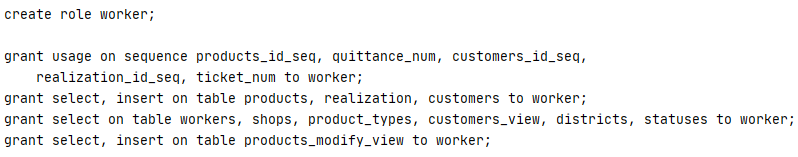 create role worker;
grant usage on sequence products_id_seq, quittance_num, customers_id_seq,
realization_id_seq, ticket_num to worker;
grant select, insert on table products, realization, customers to worker;
grant select on table workers, shops, product_types, customers_view, districts, statuses to worker;
grant select, insert on table products_modify_view to worker;